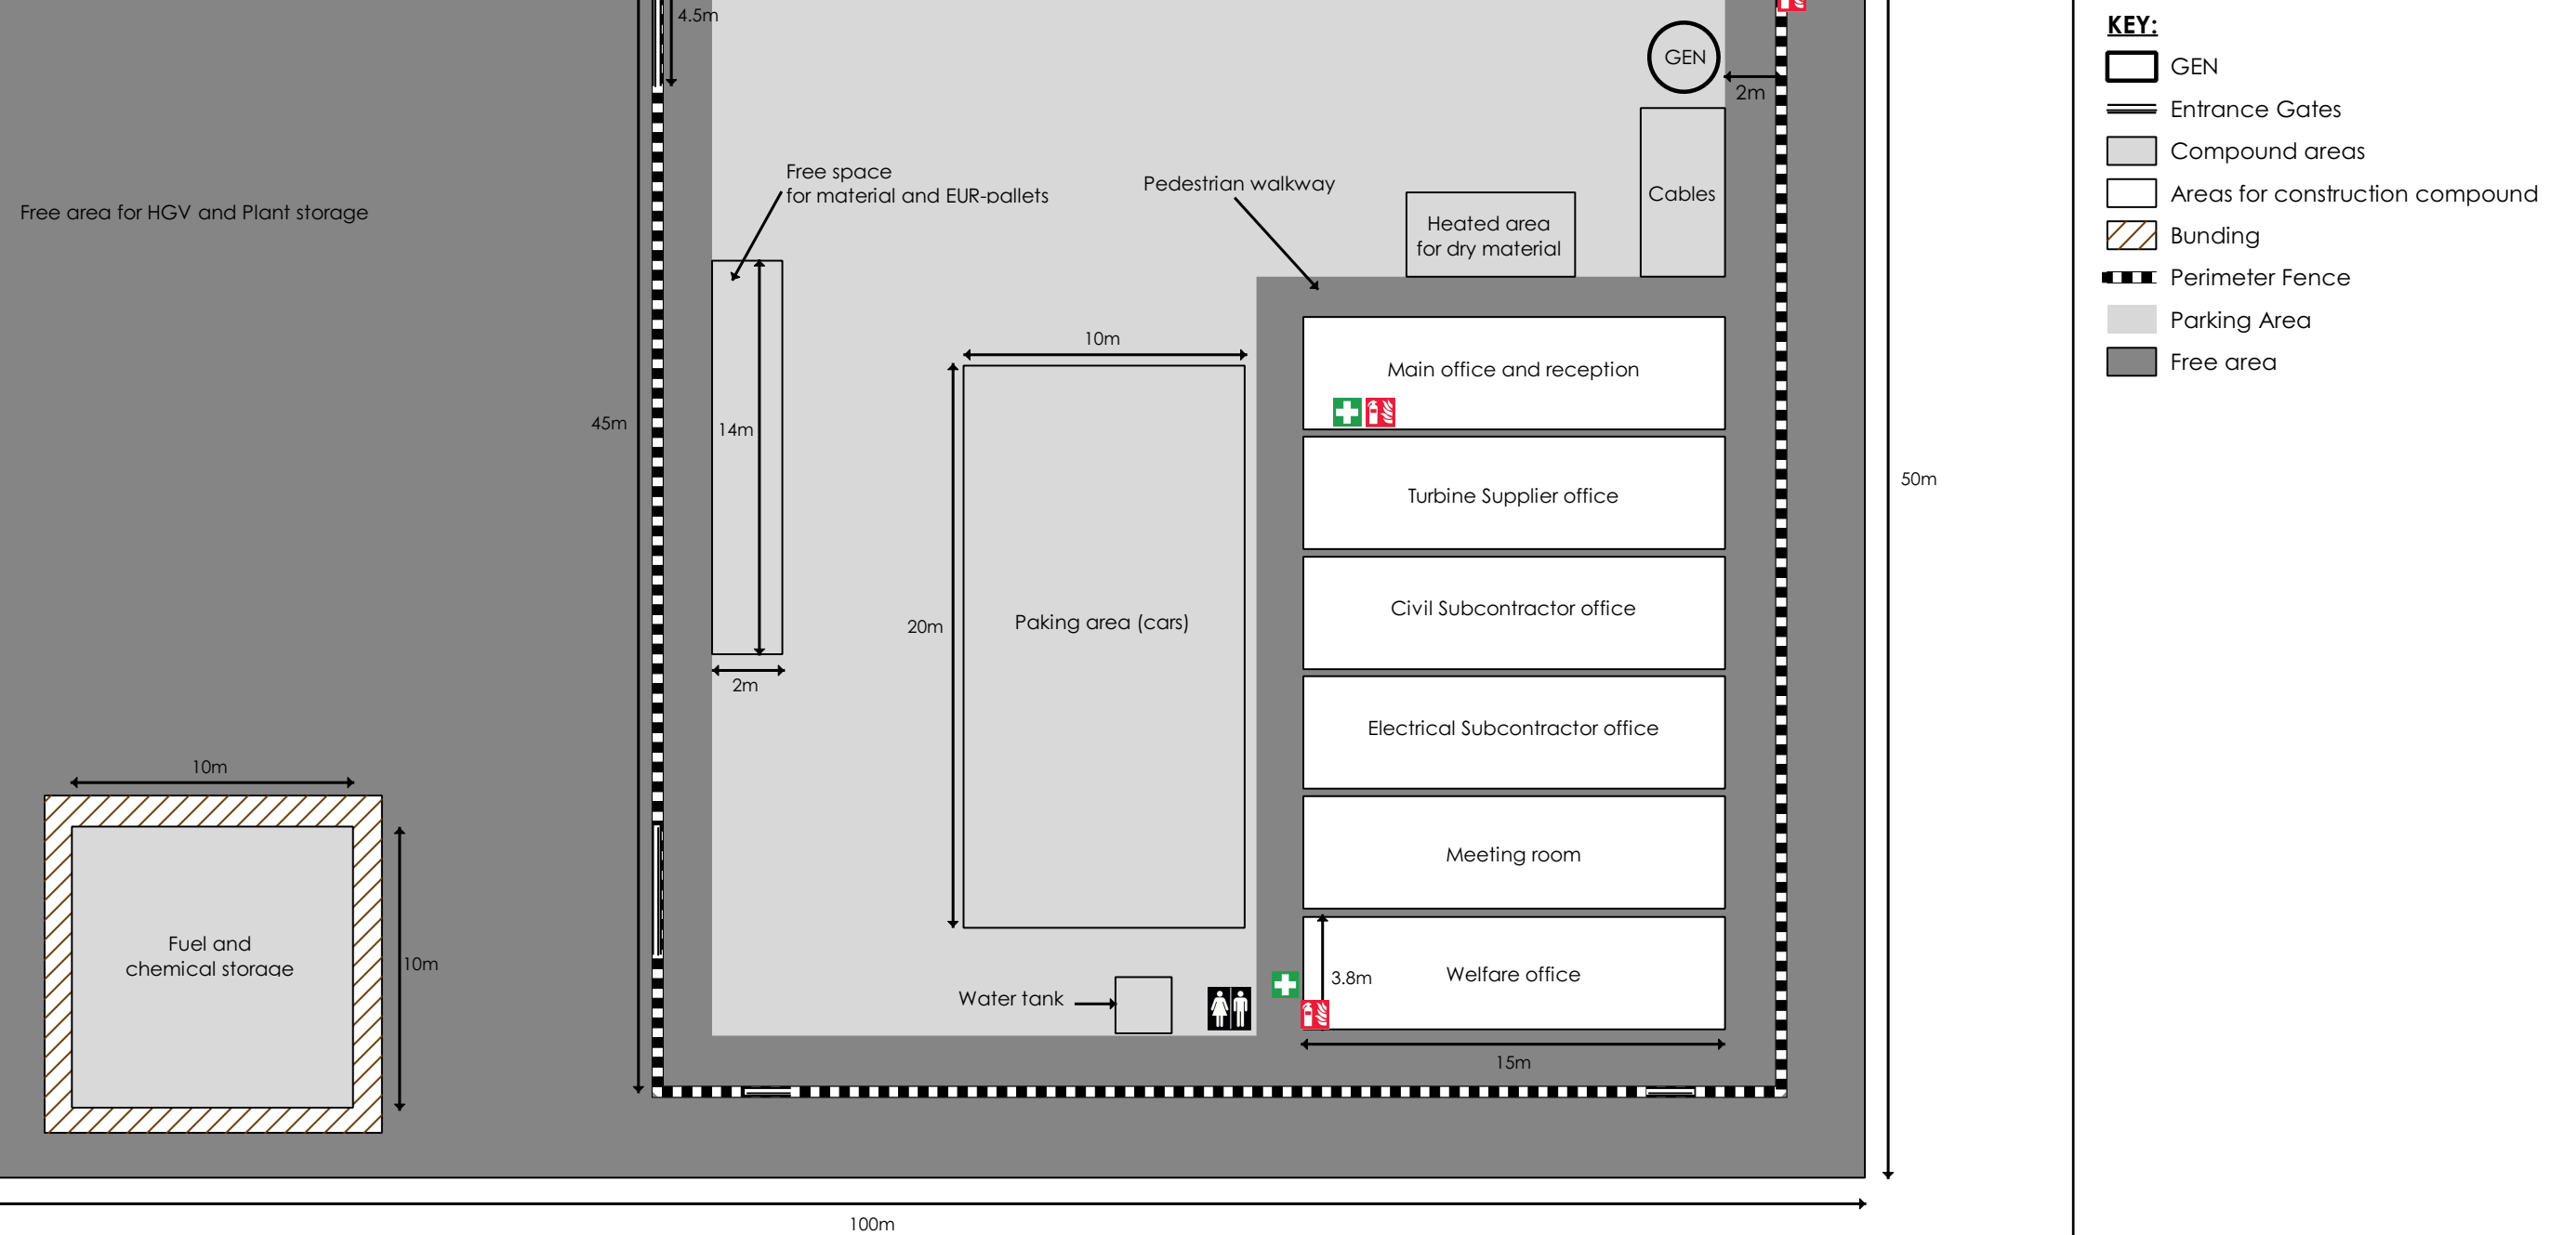 4.5m
GEN
2m
Free space
for material and EUR-pallets
Pedestrian walkway
Cables
Free area for HGV and Plant storage
Heated area
for dry material
10m
Main office and reception
45m
14m
50m
Turbine Supplier office
Civil Subcontractor office
20m
Paking area (cars)
2m
Electrical Subcontractor office
10m
Meeting room
Fuel and
chemical storage
10m
Water tank
3.8m
Welfare office
15m
100m
KEY:
GEN
Entrance Gates
Compound areas
Areas for construction compound
Bunding
Perimeter Fence
Parking Area
Free area